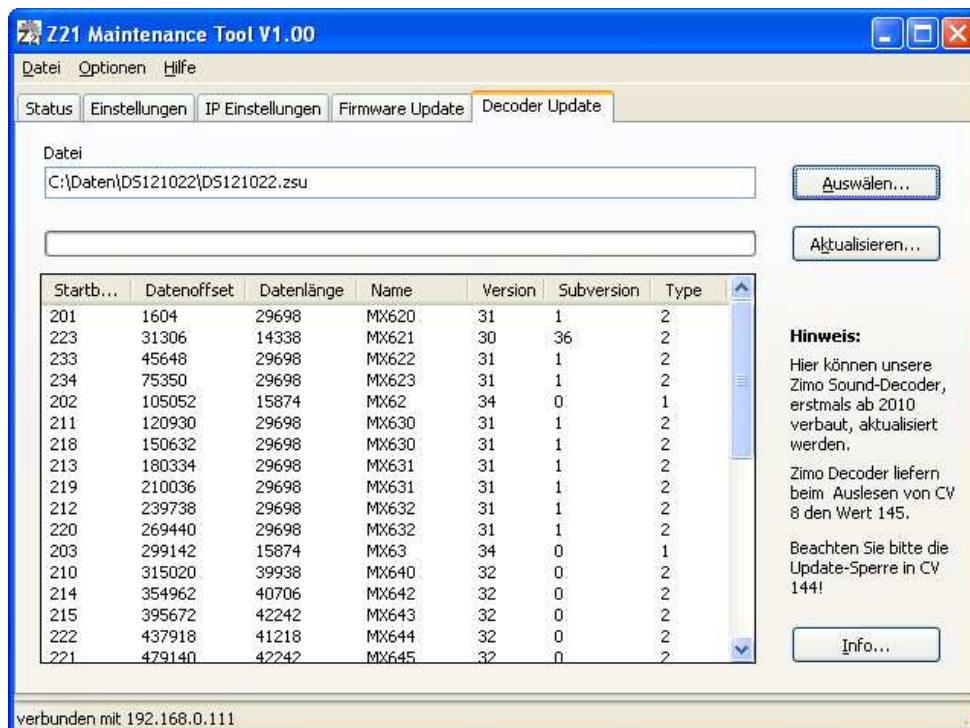 Z21 Maintenance Tool V1.00
Datei Optionen Hilfe
Status Einstellungen IP Einstellungen Firmware Update Decoder Update
Datei
C:\Daten\DS121022\DS121022.zsu
Auswälen...
Aktualisieren...
Startb... Datenoffset Datenlänge Name Version Subversion Type
201 1604 29698 MX620 31 1 2
223 31306 14338 MX621 30 36 2
233 45648 29698 MX622 31 1 2
234 75350 29698 MX623 31 1 2
202 105052 15874 MX62 34 0 1
211 120930 29698 MX630 31 1 2
218 150632 29698 MX630 31 1 2
213 180334 29698 MX631 31 1 2
219 210036 29698 MX631 31 1 2
212 239738 29698 MX632 31 1 2
220 269440 29698 MX632 31 1 2
203 299142 15874 MX63 34 0 1
210 315020 39938 MX640 32 0 2
214 354962 40706 MX642 32 0 2
215 395672 42242 MX643 32 0 2
222 437918 41218 MX644 32 0 2
221 479140 42242 MX645 32 0 2
Hinweis:
Hier können unsere
Zimo Sound-Decoder,
erstmals ab 2010
verbaut, aktualisiert
werden.
Zimo Decoder liefern
beim Auslesen von CV
8 den Wert 145.
Beachten Sie bitte die
Update-Sperre in CV
144!
Info...
verbunden mit 192.168.0.111